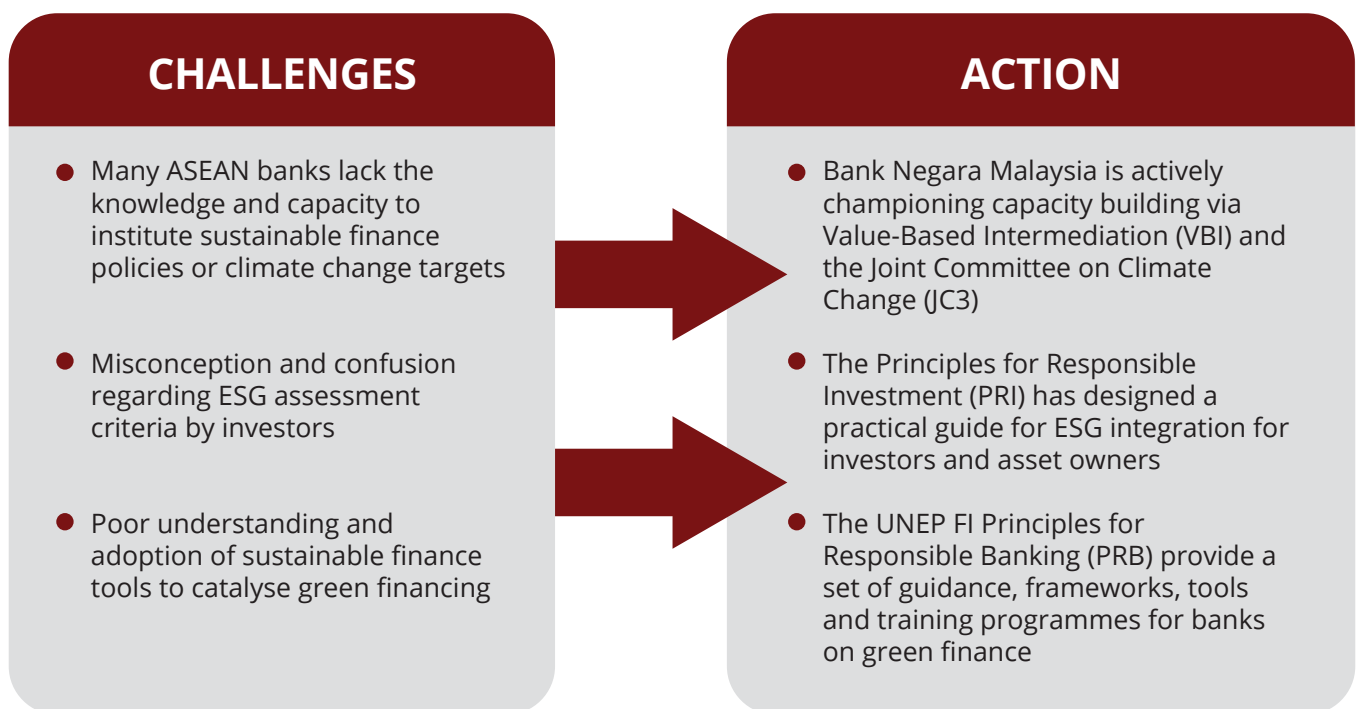 CHALLENGES
Many ASEAN banks lack the
knowledge and capacity to
institute sustainable finance
policies or climate change targets
Misconception and confusion
regarding ESG assessment
criteria by investors
Poor understanding and
adoption of sustainable finance
tools to catalyse green financing
ACTION
Bank Negara Malaysia is actively
championing capacity building via
Value-Based Intermediation (VBI) and
the Joint Committee on Climate
Change (JC3)
The Principles for Responsible
Investment (PRI) has designed a
practical guide for ESG integration for
investors and asset owners
The UNEP FI Principles for
Responsible Banking (PRB) provide a
set of guidance, frameworks, tools
and training programmes for banks
on green finance